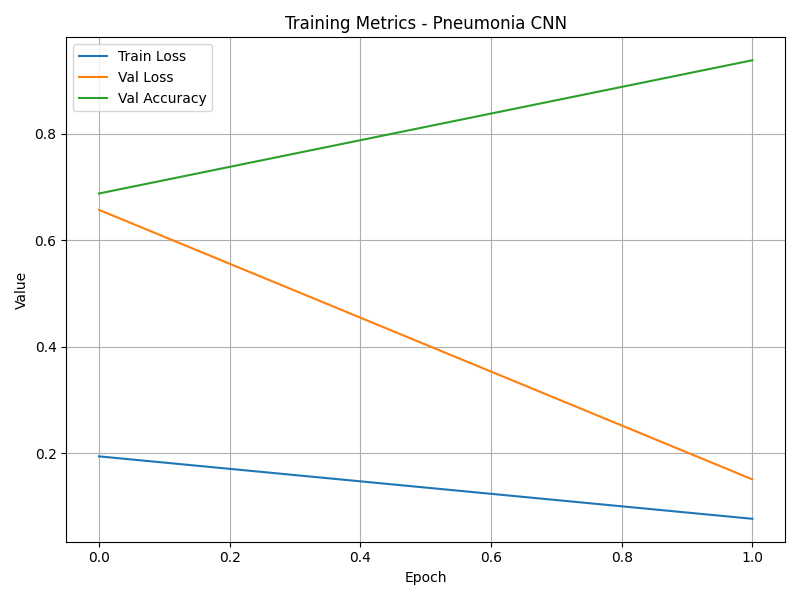 Training Metrics - Pneumonia CNN
Train Loss
Val Loss
Val Accuracy
0.8
0.6
0.4
0.2
Value
0.0 0.2 0.4 0.6 0.8 1.0
Epoch